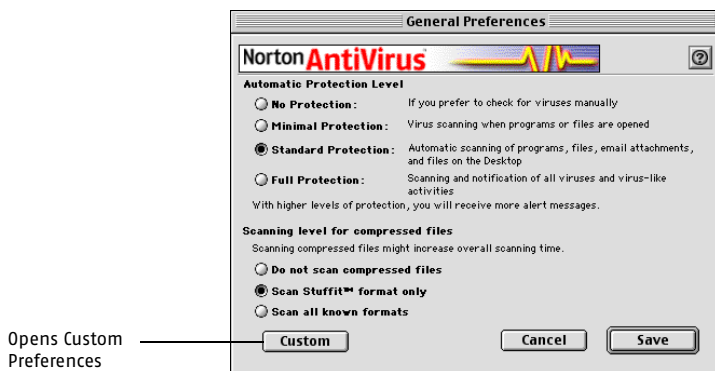 General Preferences
Norton AntiVirus
?
Automatic Protection Level
No Protection: If you prefer to check for viruses manually
Minimal Protection: Virus scanning when programs or files are opened
Standard Protection: Automatic scanning of programs, files, email attachments,
and files on the Desktop
Full Protection: Scanning and notification of all viruses and virus-like
activities
With higher levels of protection, you will receive more alert messages.
Scanning level for compressed files
Scanning compressed files might increase overall scanning time.
Do not scan compressed files
Scan Stuffit™ format only
Scan all known formats
Opens Custom
Preferences
Custom Cancel Save